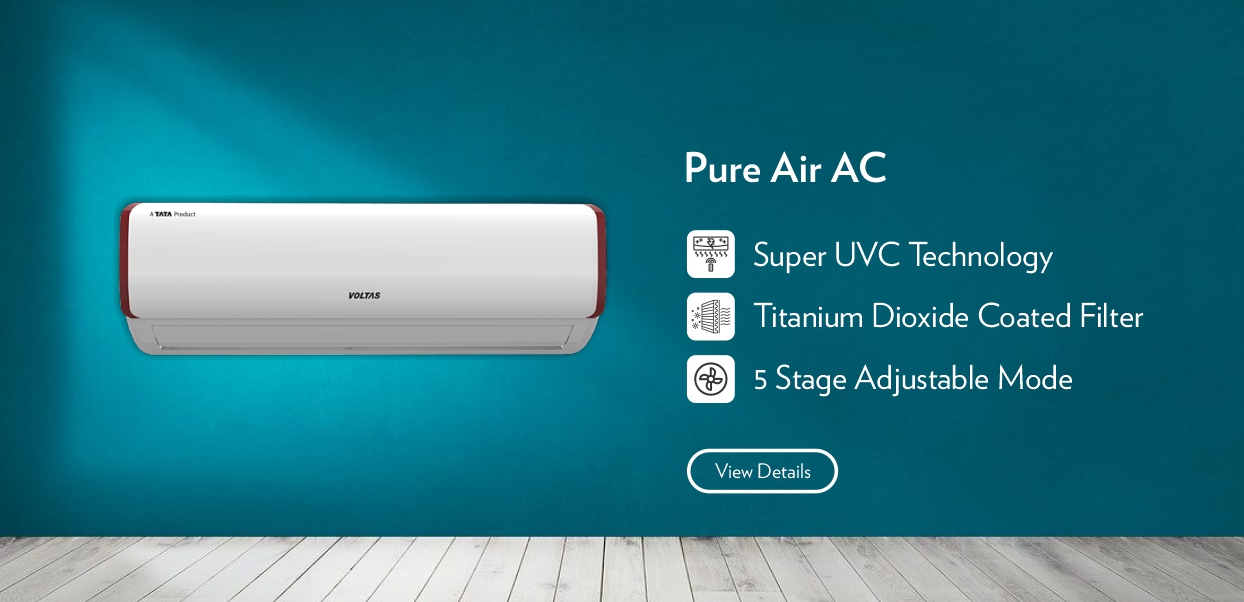 A TATA Product
VOLTAS
Pure Air AC
Super UVC Technology
Titanium Dioxide Coated Filter
5 Stage Adjustable Mode
View Details